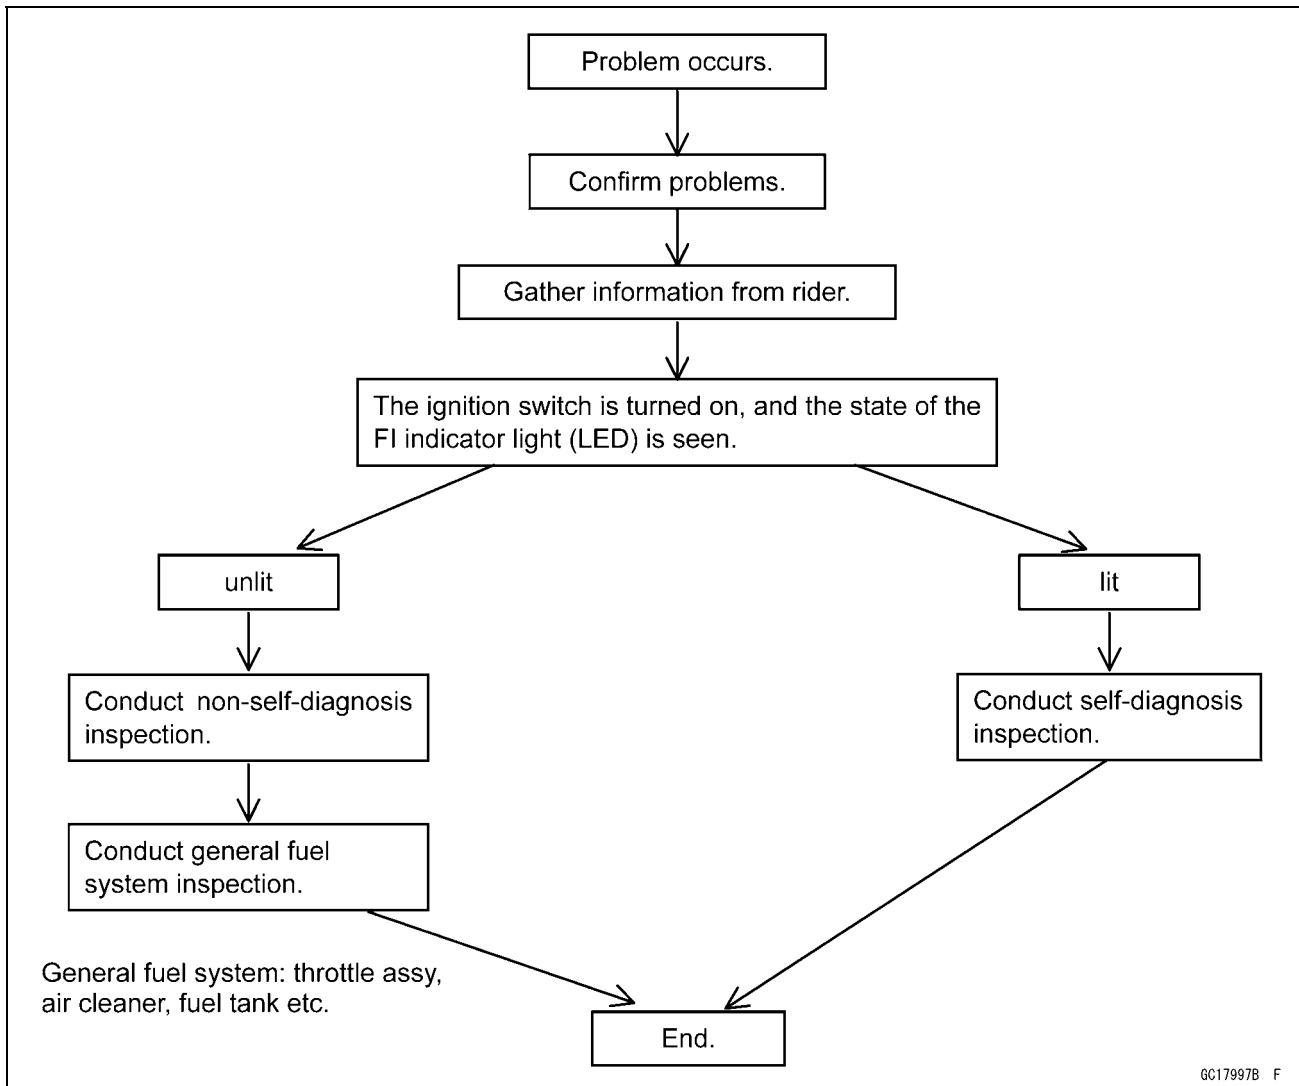 Problem occurs.
Confirm problems.
Gather information from rider.
The ignition switch is turned on, and the state of the
FI indicator light (LED) is seen.
unlit
lit
Conduct non-self-diagnosis
inspection.
Conduct self-diagnosis
inspection.
Conduct general fuel
system inspection.
General fuel system: throttle assy,
air cleaner, fuel tank etc.
End.
GC17997B F